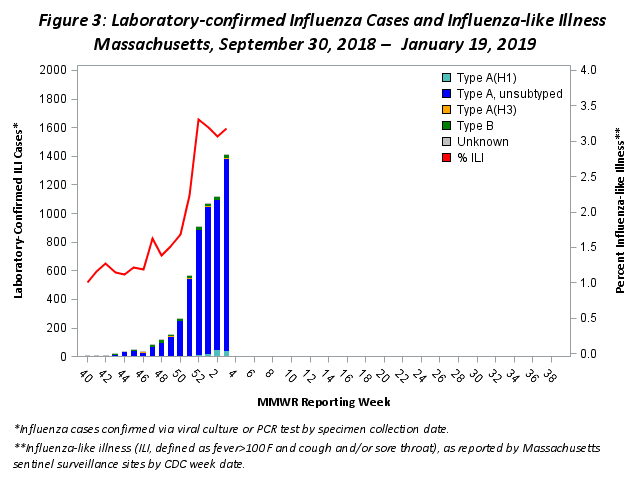 Figure 3: Laboratory-confirmed Influenza Cases and Influenza-like Illness
Massachusetts, September 30, 2018 – January 19, 2019
2000
1800
1600
1400
1200
1000
800
600
400
200
0
Laboratory-Confirmed ILI Cases*
Type A(H1)
Type A, unsubtyped
Type A(H3)
Type B
Unknown
% ILI
4.0
3.5
3.0
2.5
2.0
1.5
1.0
0.5
0.0
Percent Influenza-like Illness**
40 42 44 46 48 50 52 2 4 6 8 10 12 14 16 18 20 22 24 26 28 30 32 34 36 38
MMWR Reporting Week
*Influenza cases confirmed via viral culture or PCR test by specimen collection date.
**Influenza-like illness (ILI, defined as fever>100 F and cough and/or sore throat), as reported by Massachusetts
sentinel surveillance sites by CDC week date.